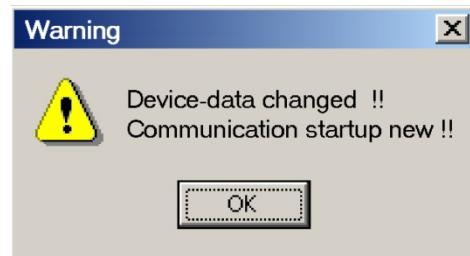 Warning
Device-data changed !!
Communication startup new !!
OK